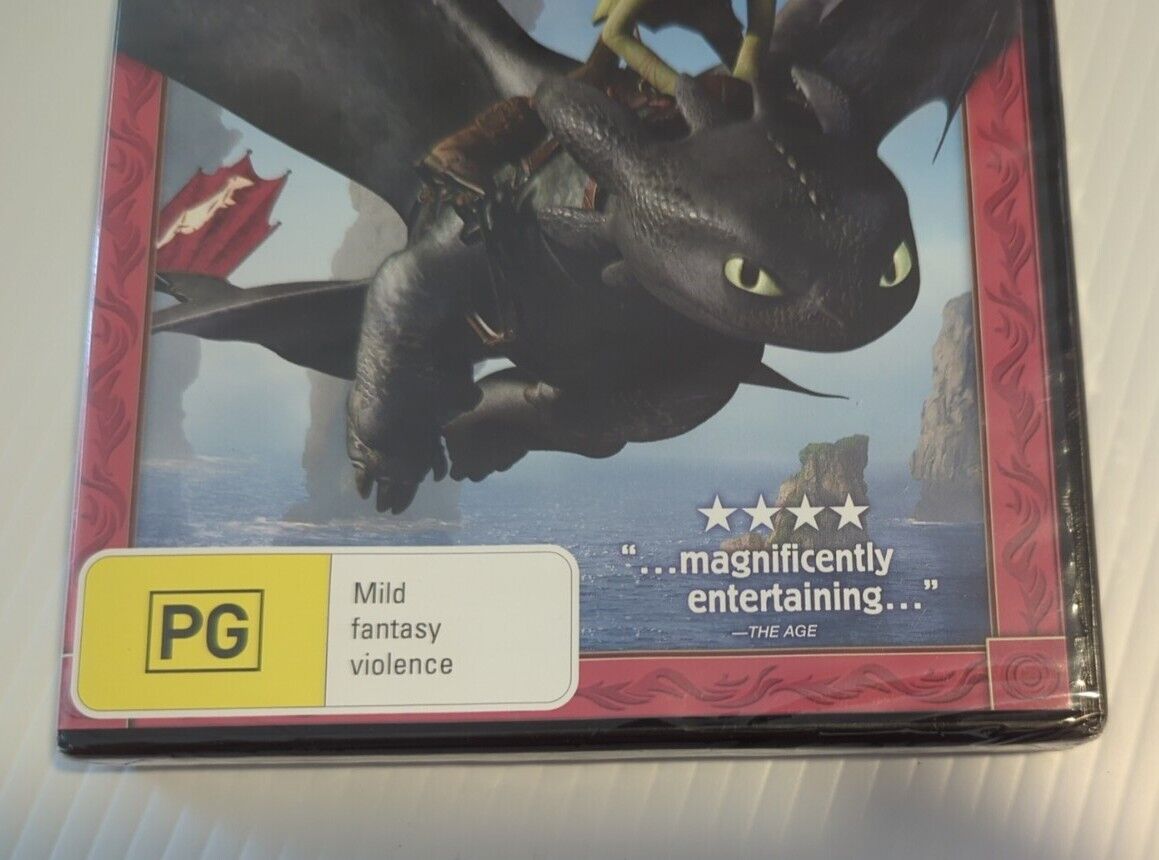 ★★★★
“...magnificently
entertaining...”
—THE AGE
PG
Mild
fantasy
violence